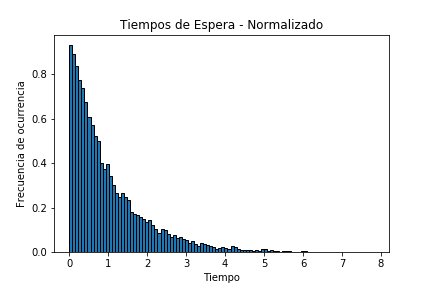 Tiempos de Espera - Normalizado
Frecuencia de ocurrencia
0.8
0.6
0.4
0.2
0.0
0 1 2 3 4 5 6 7 8
Tiempo